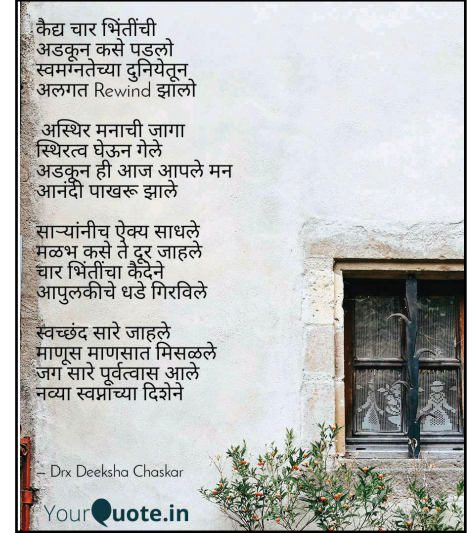 कैद्य चार भिंतींची
अडकून कसे पडलो
स्वमग्नतेच्या दुनियेतून
अलगत Rewind झालो
अस्थिर मनाची जागा
स्थिरत्व घेऊन गेले
अडकून ही आज आपले मन
आनंदी पाखरू झाले
साऱ्यांनीच ऐक्य साधले
मळभ कसे ते दूर जाहले
चार भिंतींचा कैदेने
आपुलकीचे धडे गिरविले
स्वच्छंद सारे जाहले
माणूस माणसात मिसळले
जग सारे पूर्वत्वास आले
नव्या स्वप्नांच्या दिशेने
– Drx Deeksha Chaskar
YourQuote.in